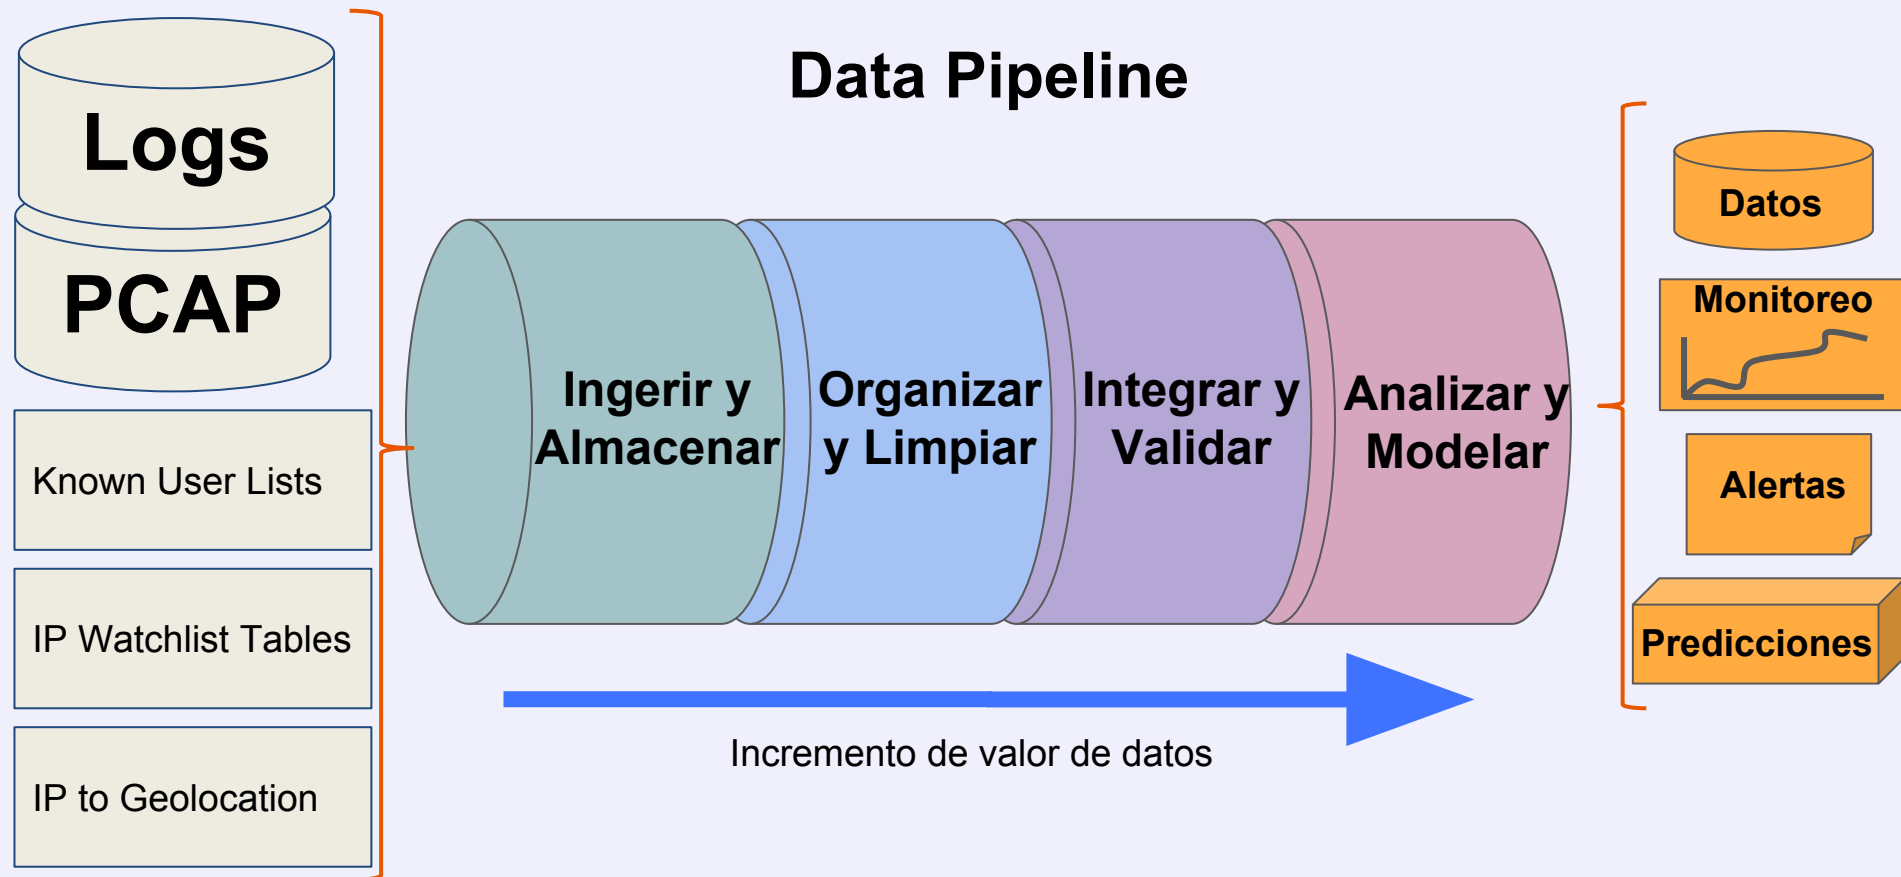 Data Pipeline
Logs
PCAP
Known User Lists
IP Watchlist Tables
IP to Geolocation
Ingerir y
Almacenar
Organizar
y Limpiar
Integrar y
Validar
Analizar y
Modelar
Incremento de valor de datos
Datos
Monitoreo
Alertas
Predicciones